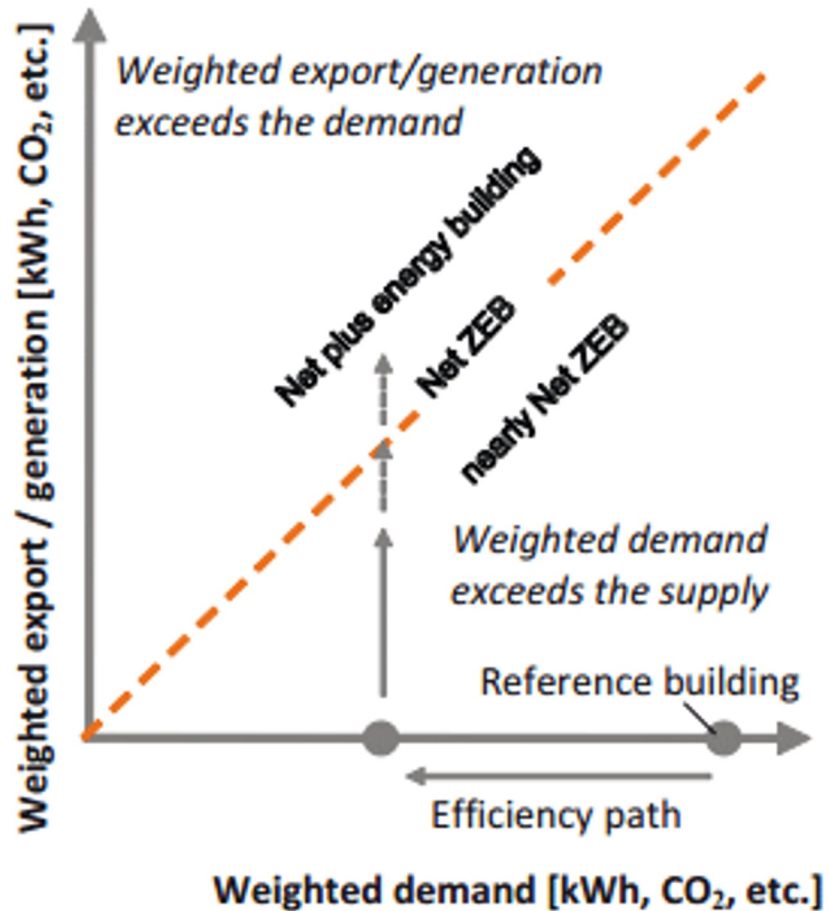 Weighted export / generation [kWh, CO₂, etc.]
Weighted export/generation
exceeds the demand
Net plus energy building
Net ZEB
nearly Net ZEB
Weighted demand
exceeds the supply
Reference building
Efficiency path
Weighted demand [kWh, CO₂, etc.]